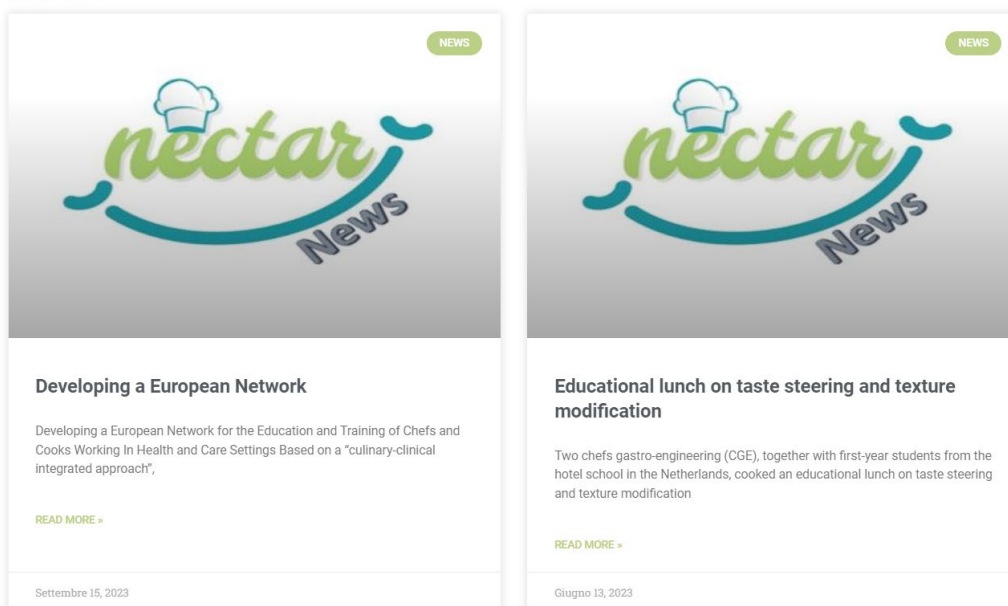 NEWS
nectar
News
Developing a European Network
Developing a European Network for the Education and Training of Chefs and
Cooks Working In Health and Care Settings Based on a “culinary-clinical
integrated approach”,
READ MORE »
Settembre 15, 2023
NEWS
nectar
News
Educational lunch on taste steering and texture
modification
Two chefs gastro-engineering (CGE), together with first-year students from the
hotel school in the Netherlands, cooked an educational lunch on taste steering
and texture modification
READ MORE »
Giugno 13, 2023